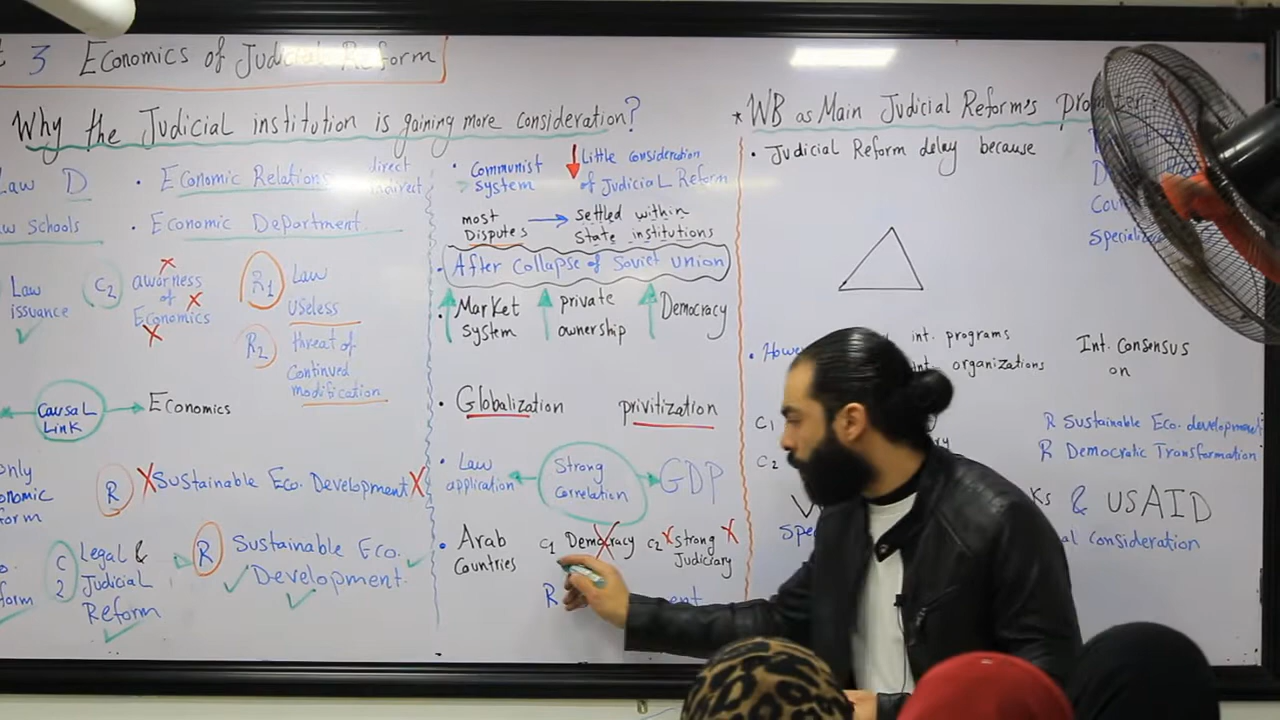 3 Economics of Judicial Reform
Why the Judicial institution is gaining more consideration?
Law D
Schools
Law
issuance
C2
awarness
of
Economics
• Economic Relations
direct
indirect
• Economic Department
R1
Law
Useless
R2
threat of
continued
modification
Causal
Link
Economics
only
R
Sustainable Eco. Development
C
2
Legal &
Judicial
Reform
R
Sustainable Eco.
Development
• Communist
system
Little consideration
of Judicial Reform
most
Disputes
settled within
State institutions
• After Collapse of Soviet union
• Market
system
private
ownership
Democracy
• Globalization
privitization
• Law
application
Strong
Correlation
GDP
• Arab
Countries
C1 Democracy
C2 strong
Judicary
R
* WB as Main Judicial Reform's
• Judicial Reform delay because
int. programs
organizations
Int. Consensus
on
C1
C2
R Sustainable Eco. development
R Democratic Transformation
& USAID
consideration